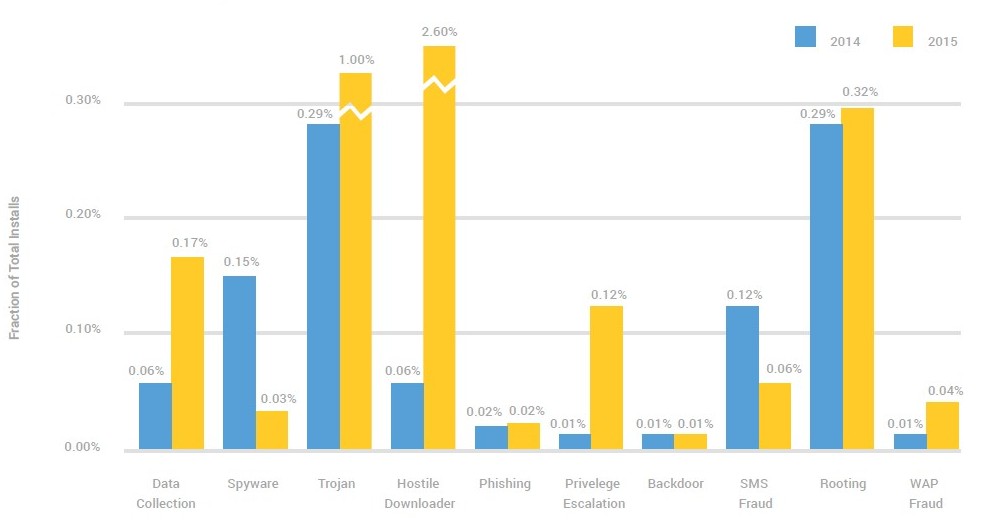 2014 2015
2.60%
1.00%
0.30%
0.29%
0.29%
0.32%
0.20%
0.17%
0.15%
0.12%
0.12%
0.10%
0.06%
0.03%
0.06%
0.02% 0.02%
0.01%
0.01% 0.01%
0.06%
0.01%
0.04%
0.00%
Fraction of Total Installs
Data
Collection
Spyware
Trojan
Hostile
Downloader
Phishing
Privelege
Escalation
Backdoor
SMS
Fraud
Rooting
WAP
Fraud